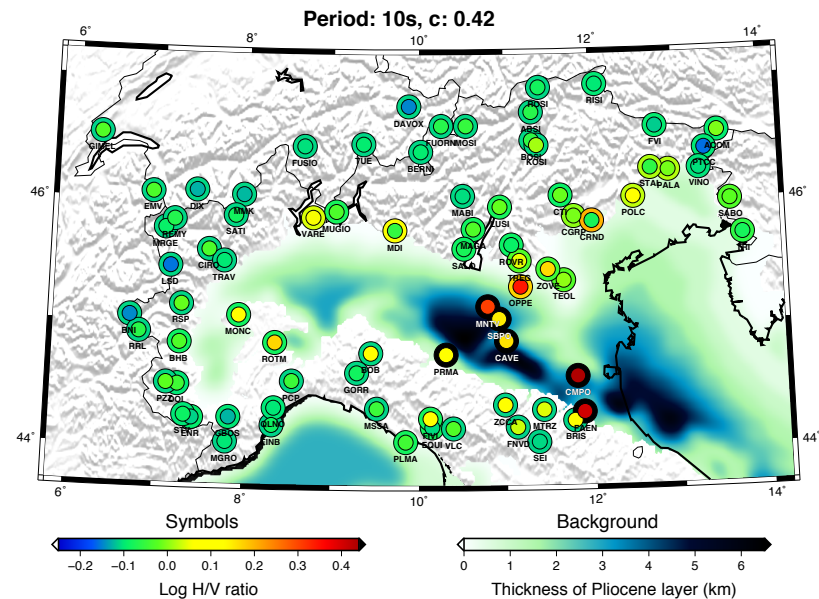 Period: 10s, c: 0.42
6° 8° 10° 12° 14°
ROSI RISI
DAVOX
GIMEL FUORN MOSI ABSI FVI ACOM
FUSIO TUE BERNI KOSI PTCC
STAL PALA VINO
EMV DIX MMK MABI CTI POLC SABO
46° 46°
REMY MRGE SATI VARE MUGIO LUSI CGRP CRND
MDI MAGA TRI
CIRO TRAV SALO ROVR
LSD TREG ZOVE TEOL
OPPE
RSP
BNI MONC MNTV SBPO
RRL
BHB ROTM BOB PRMA CAVE
PZZ DOI PCP GORR CMPO
STV ENR GBOS OLNO MSSA ZCCA MTRZ FAEN
44° MGRO FINB PLMA EQUI VLC FNVD SEI BRIS 44°
6° 8° 10° 12° 14°
Symbols Background
−0.2 −0.1 0.0 0.1 0.2 0.3 0.4 0 1 2 3 4 5 6
Log H/V ratio Thickness of Pliocene layer (km)